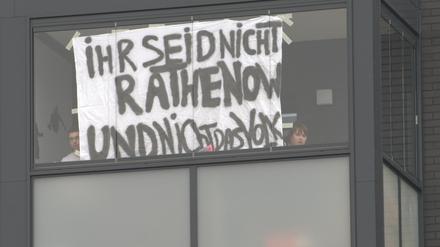 IHR SEID NICHT
RATHENOW
UND NICHT DAS VOLK